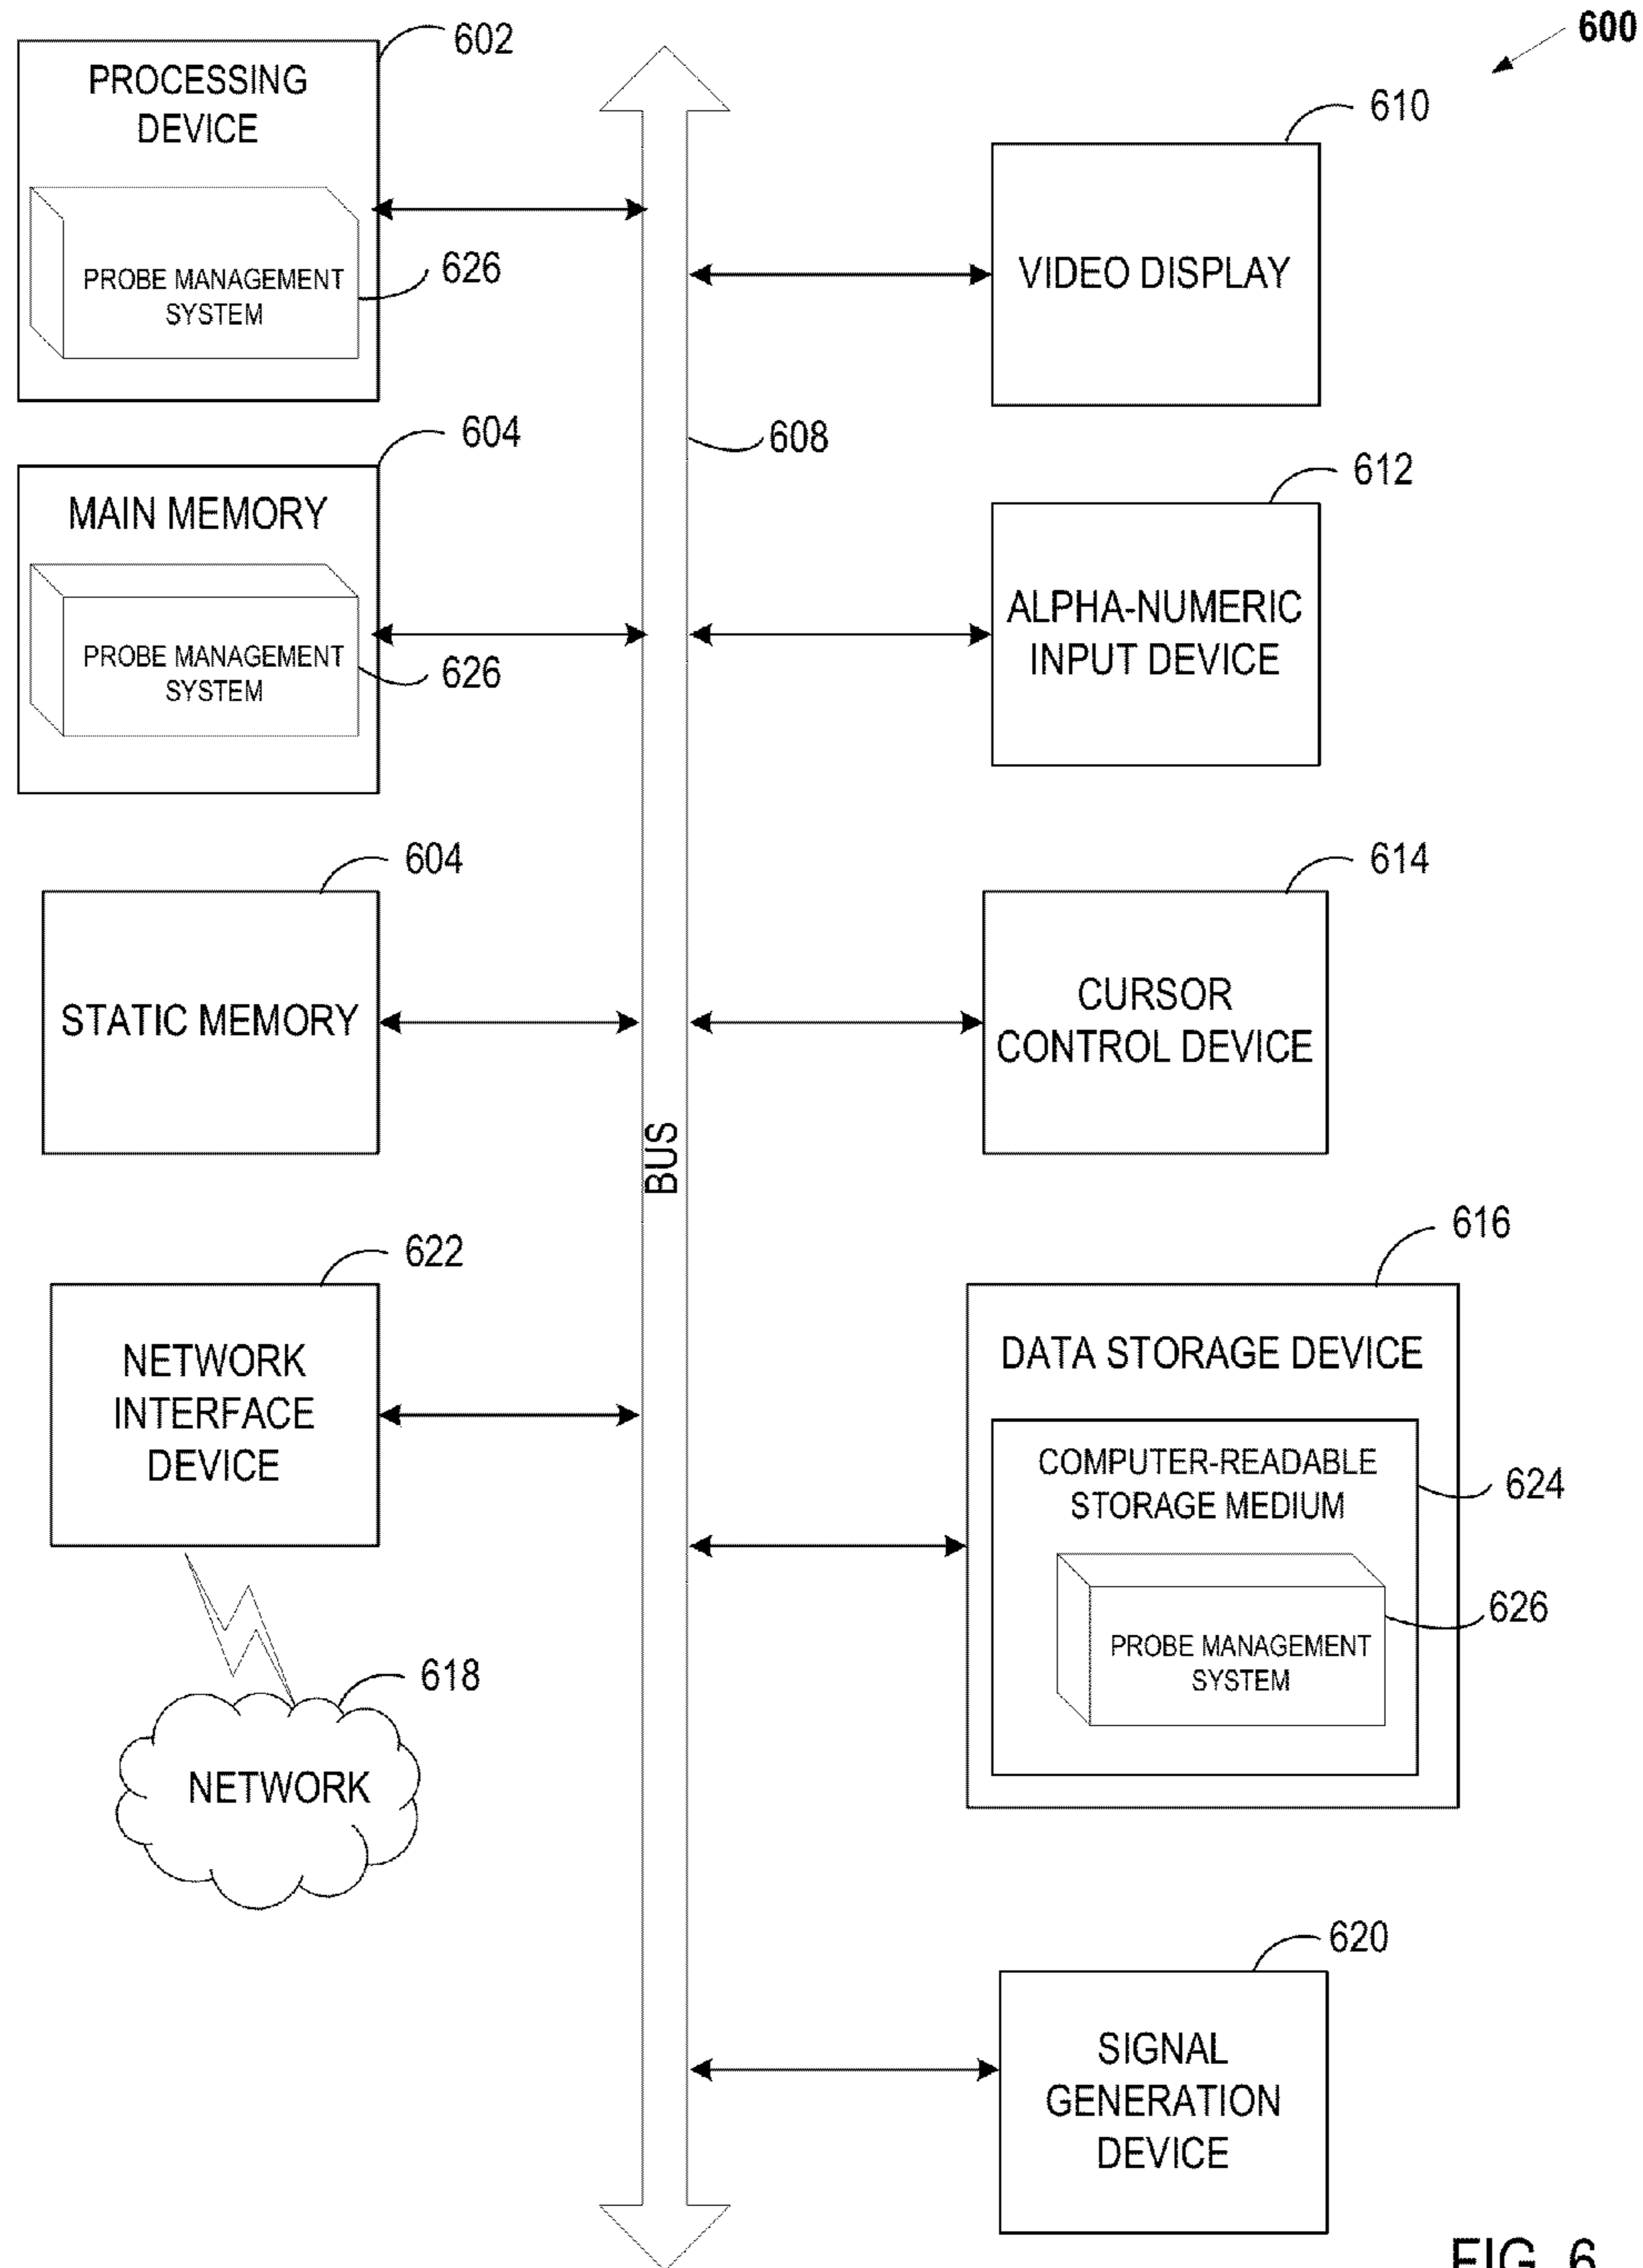 600
602
PROCESSING
DEVICE
PROBE MANAGEMENT
SYSTEM
626
604
MAIN MEMORY
PROBE MANAGEMENT
SYSTEM
626
604
STATIC MEMORY
622
NETWORK
INTERFACE
DEVICE
618
NETWORK
608
BUS
610
VIDEO DISPLAY
612
ALPHA-NUMERIC
INPUT DEVICE
614
CURSOR
CONTROL DEVICE
616
DATA STORAGE DEVICE
COMPUTER-READABLE
STORAGE MEDIUM
624
PROBE MANAGEMENT
SYSTEM
626
620
SIGNAL
GENERATION
DEVICE
FIG. 6